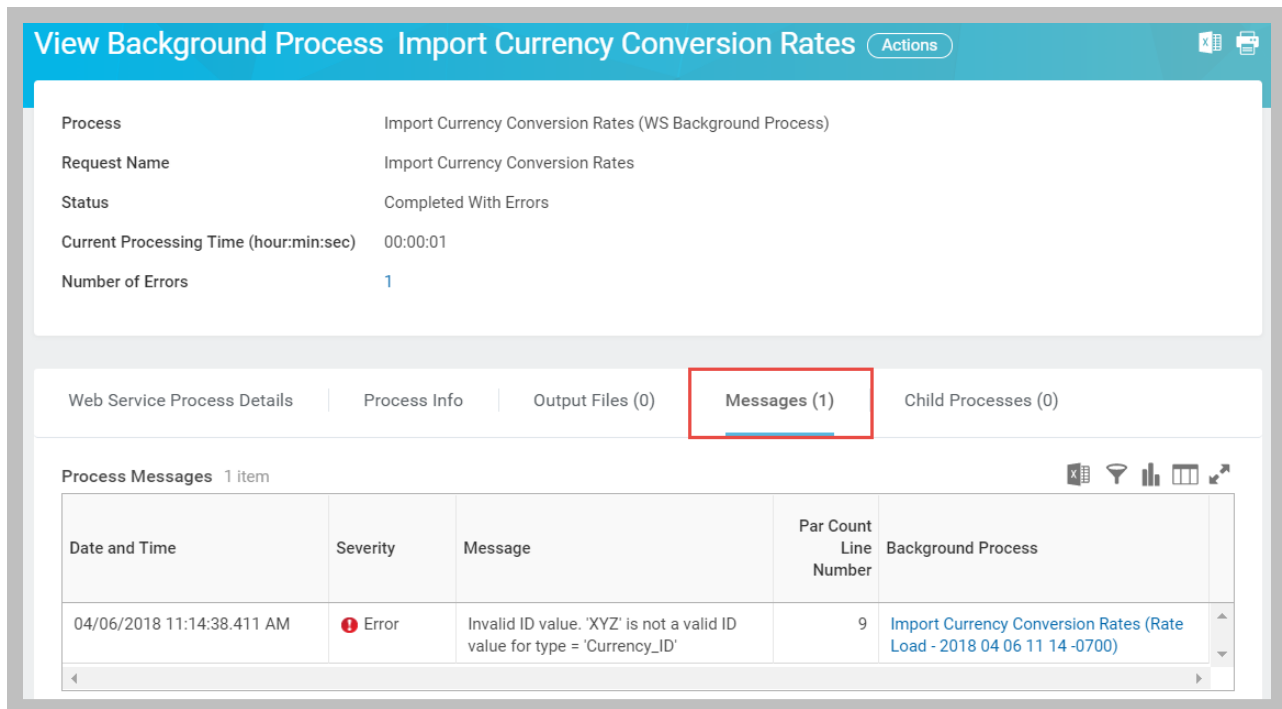 View Background Process Import Currency Conversion Rates Actions
Process Import Currency Conversion Rates (WS Background Process)
Request Name Import Currency Conversion Rates
Status Completed With Errors
Current Processing Time (hour:min:sec) 00:00:01
Number of Errors 1
Web Service Process Details Process Info Output Files (0) Messages (1) Child Processes (0)
Process Messages 1 item
Date and Time Severity Message Par Count Line Number Background Process
04/06/2018 11:14:38.411 AM Error Invalid ID value. 'XYZ' is not a valid ID 9 Import Currency Conversion Rates (Rate
value for type = 'Currency_ID' Load - 2018 04 06 11 14 -0700)